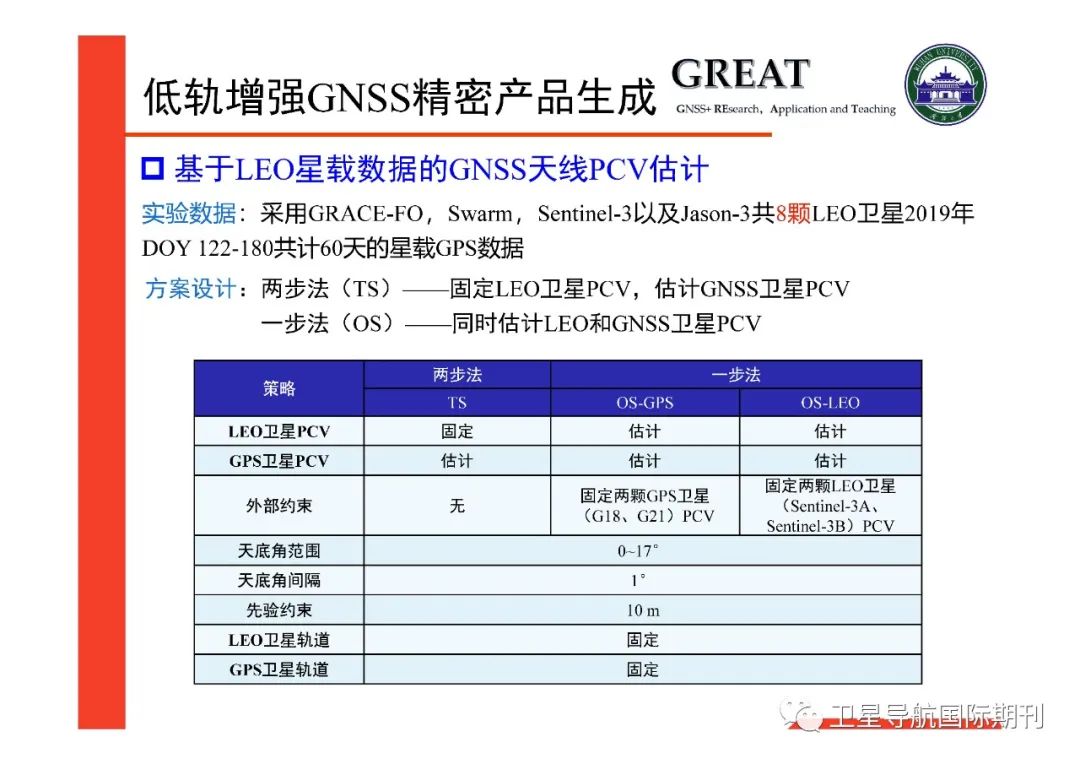 低轨增强GNSS精密产品生成
GREAT
GNSS+ REsearch, Application and Teaching
WUHAN UNIVERSITY
基于LEO星载数据的GNSS天线PCV估计
实验数据：采用GRACE-FO，Swarm，Sentinel-3以及Jason-3共8颗LEO卫星2019年
DOY 122-180共计60天的星载GPS数据
方案设计：两步法（TS）——固定LEO卫星PCV，估计GNSS卫星PCV
一步法（OS）——同时估计LEO和GNSS卫星PCV
策略 两步法 一步法
TS OS-GPS OS-LEO
LEO卫星PCV 固定 估计 估计
GPS卫星PCV 估计 估计 估计
外部约束 无 固定两颗GPS卫星
（G18、G21）PCV
固定两颗LEO卫星
（Sentinel-3A、
Sentinel-3B）PCV
天底角范围 0~17°
天底角间隔 1°
先验约束 10 m
LEO卫星轨道 固定
GPS卫星轨道 固定
卫星导航国际期刊